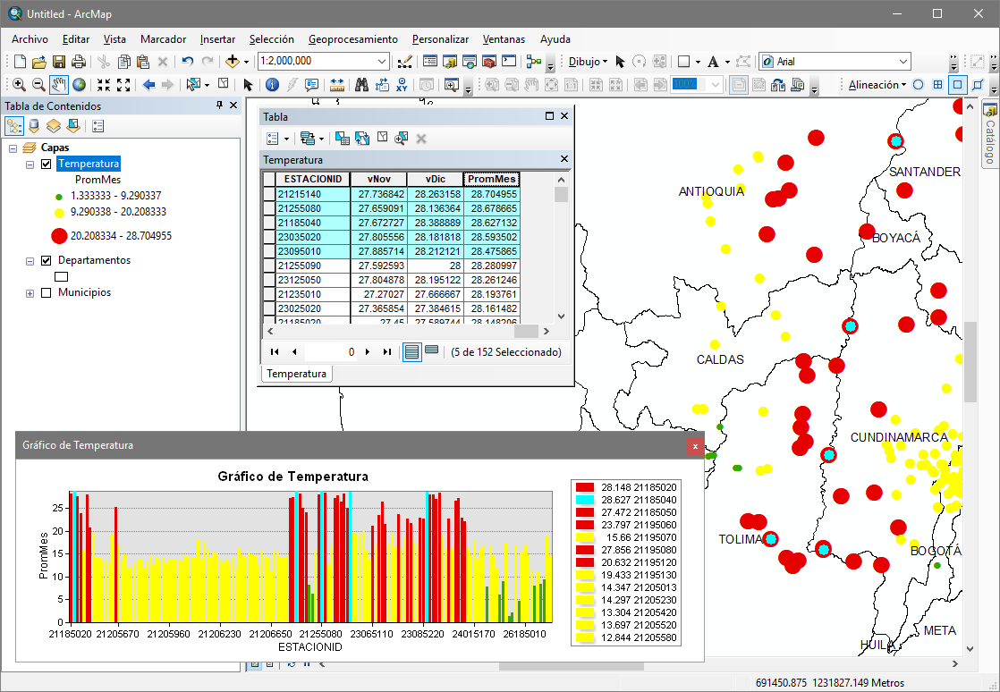 Untitled - ArcMap
Archivo Editar Vista Marcador Insertar Selección Geoprocesamiento Personalizar Ventanas Ayuda
1:2,000,000 Dibujo A Arial
XY 100% Alineación
Tabla de Contenidos
Capas
Temperatura
PromMes
1.333333 - 9.290337
9.290338 - 20.208333
20.208334 - 28.704955
Departamentos
Municipios
Tabla
Temperatura
ESTACIONID vNov vDic PromMes
21215140 27.736842 28.263158 28.704955
21255080 27.659091 28.136364 28.678665
21185040 27.672727 28.388889 28.627132
23035020 27.805556 28.181818 28.593502
23095010 27.885714 28.212121 28.475865
21255090 27.592593 28 28.280997
23125050 27.804878 28.195122 28.261246
21235010 27.27027 27.666667 28.193761
23025020 27.365854 27.384615 28.161482
21185020 27.45 27.589744 28.148206
0 (5 de 152 Seleccionado)
Temperatura
Catálogo
SANTANDER
ANTIOQUIA
BOYACÁ
CALDAS
CUNDINAMARCA
TOLIMA
BOGOTÁ
META
HUILA
Gráfico de Temperatura
x
Gráfico de Temperatura
PromMes
25
20
15
10
5
0
21185020 21205670 21205960 21206230 21206650 21255080 23065110 23085220 24015170 26185010
ESTACIONID
28.148 21185020
28.627 21185040
27.472 21185050
23.797 21195060
15.66 21195070
27.856 21195080
20.632 21195120
19.433 21195130
14.347 21205013
14.297 21205230
13.304 21205420
13.697 21205520
12.844 21205580
691450.875 1231827.149 Metros